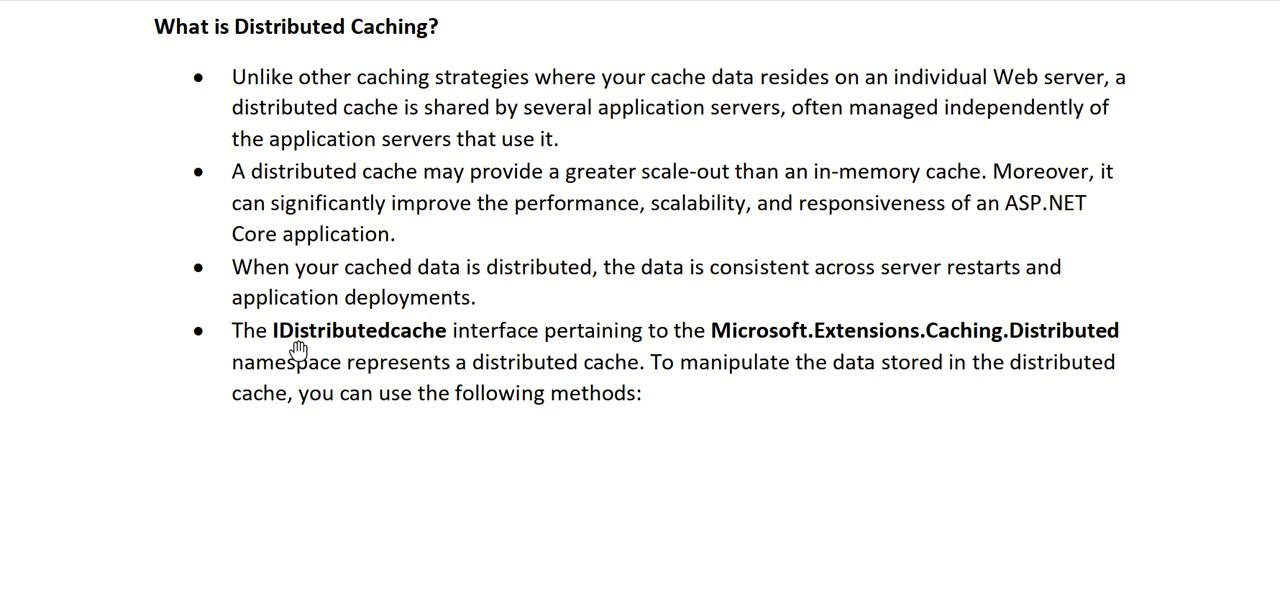 What is Distributed Caching?
● Unlike other caching strategies where your cache data resides on an individual Web server, a
distributed cache is shared by several application servers, often managed independently of
the application servers that use it.
● A distributed cache may provide a greater scale-out than an in-memory cache. Moreover, it
can significantly improve the performance, scalability, and responsiveness of an ASP.NET
Core application.
● When your cached data is distributed, the data is consistent across server restarts and
application deployments.
● The IDistributedcache interface pertaining to the Microsoft.Extensions.Caching.Distributed
namespace represents a distributed cache. To manipulate the data stored in the distributed
cache, you can use the following methods: